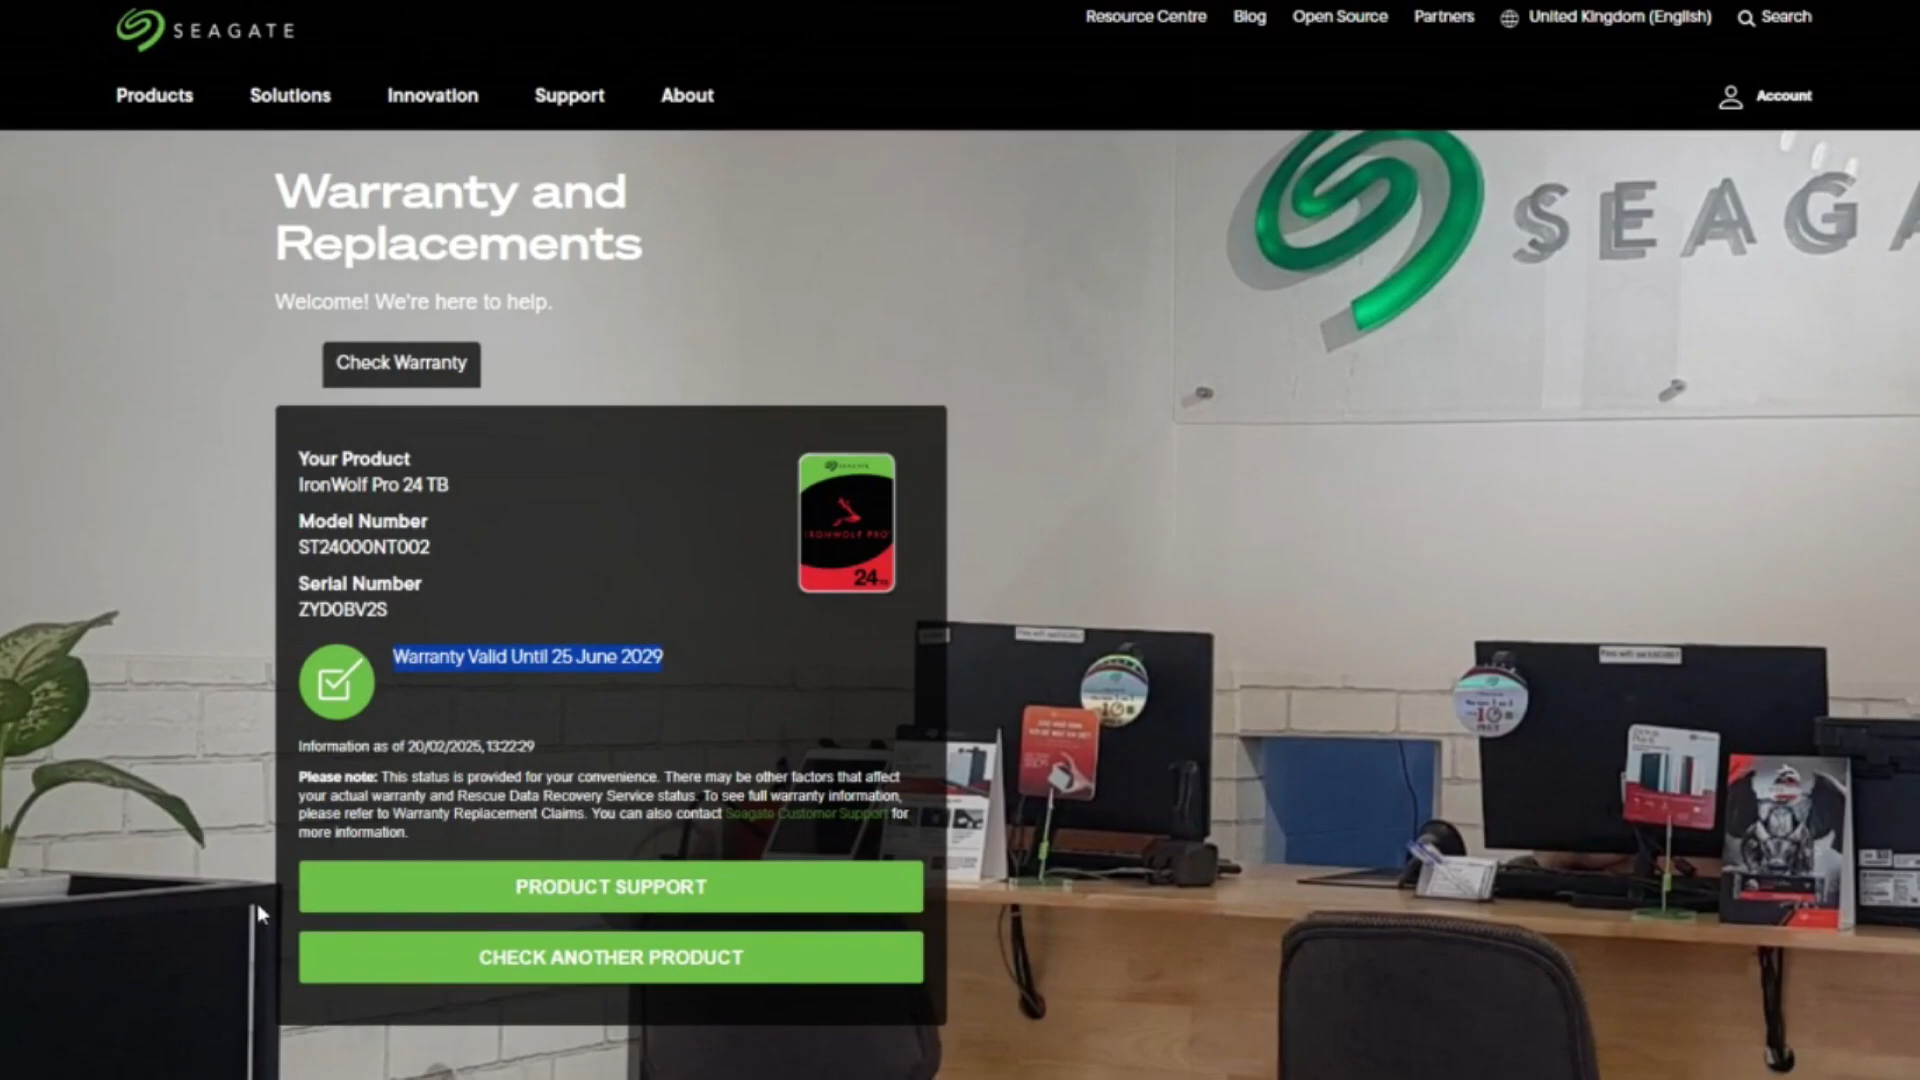 SEAGATE
Resource Centre Blog Open Source Partners United Kingdom (English) Search
Products Solutions Innovation Support About
Account
Warranty and
Replacements
Welcome! We're here to help.
Check Warranty
SEAGA
Your Product
IronWolf Pro 24 TB
Model Number
ST24000NT002
Serial Number
ZYD0BV2S
SEAGATE
IRONWOLF PRO
24TB
Warranty Valid Until 25 June 2029
Information as of 20/02/2025, 13:22:29
Please note: This status is provided for your convenience. There may be other factors that affect
your actual warranty and Rescue Data Recovery Service status. To see full warranty information,
please refer to Warranty Replacement Claims. You can also contact Seagate Customer Support for
more information.
PRODUCT SUPPORT
CHECK ANOTHER PRODUCT